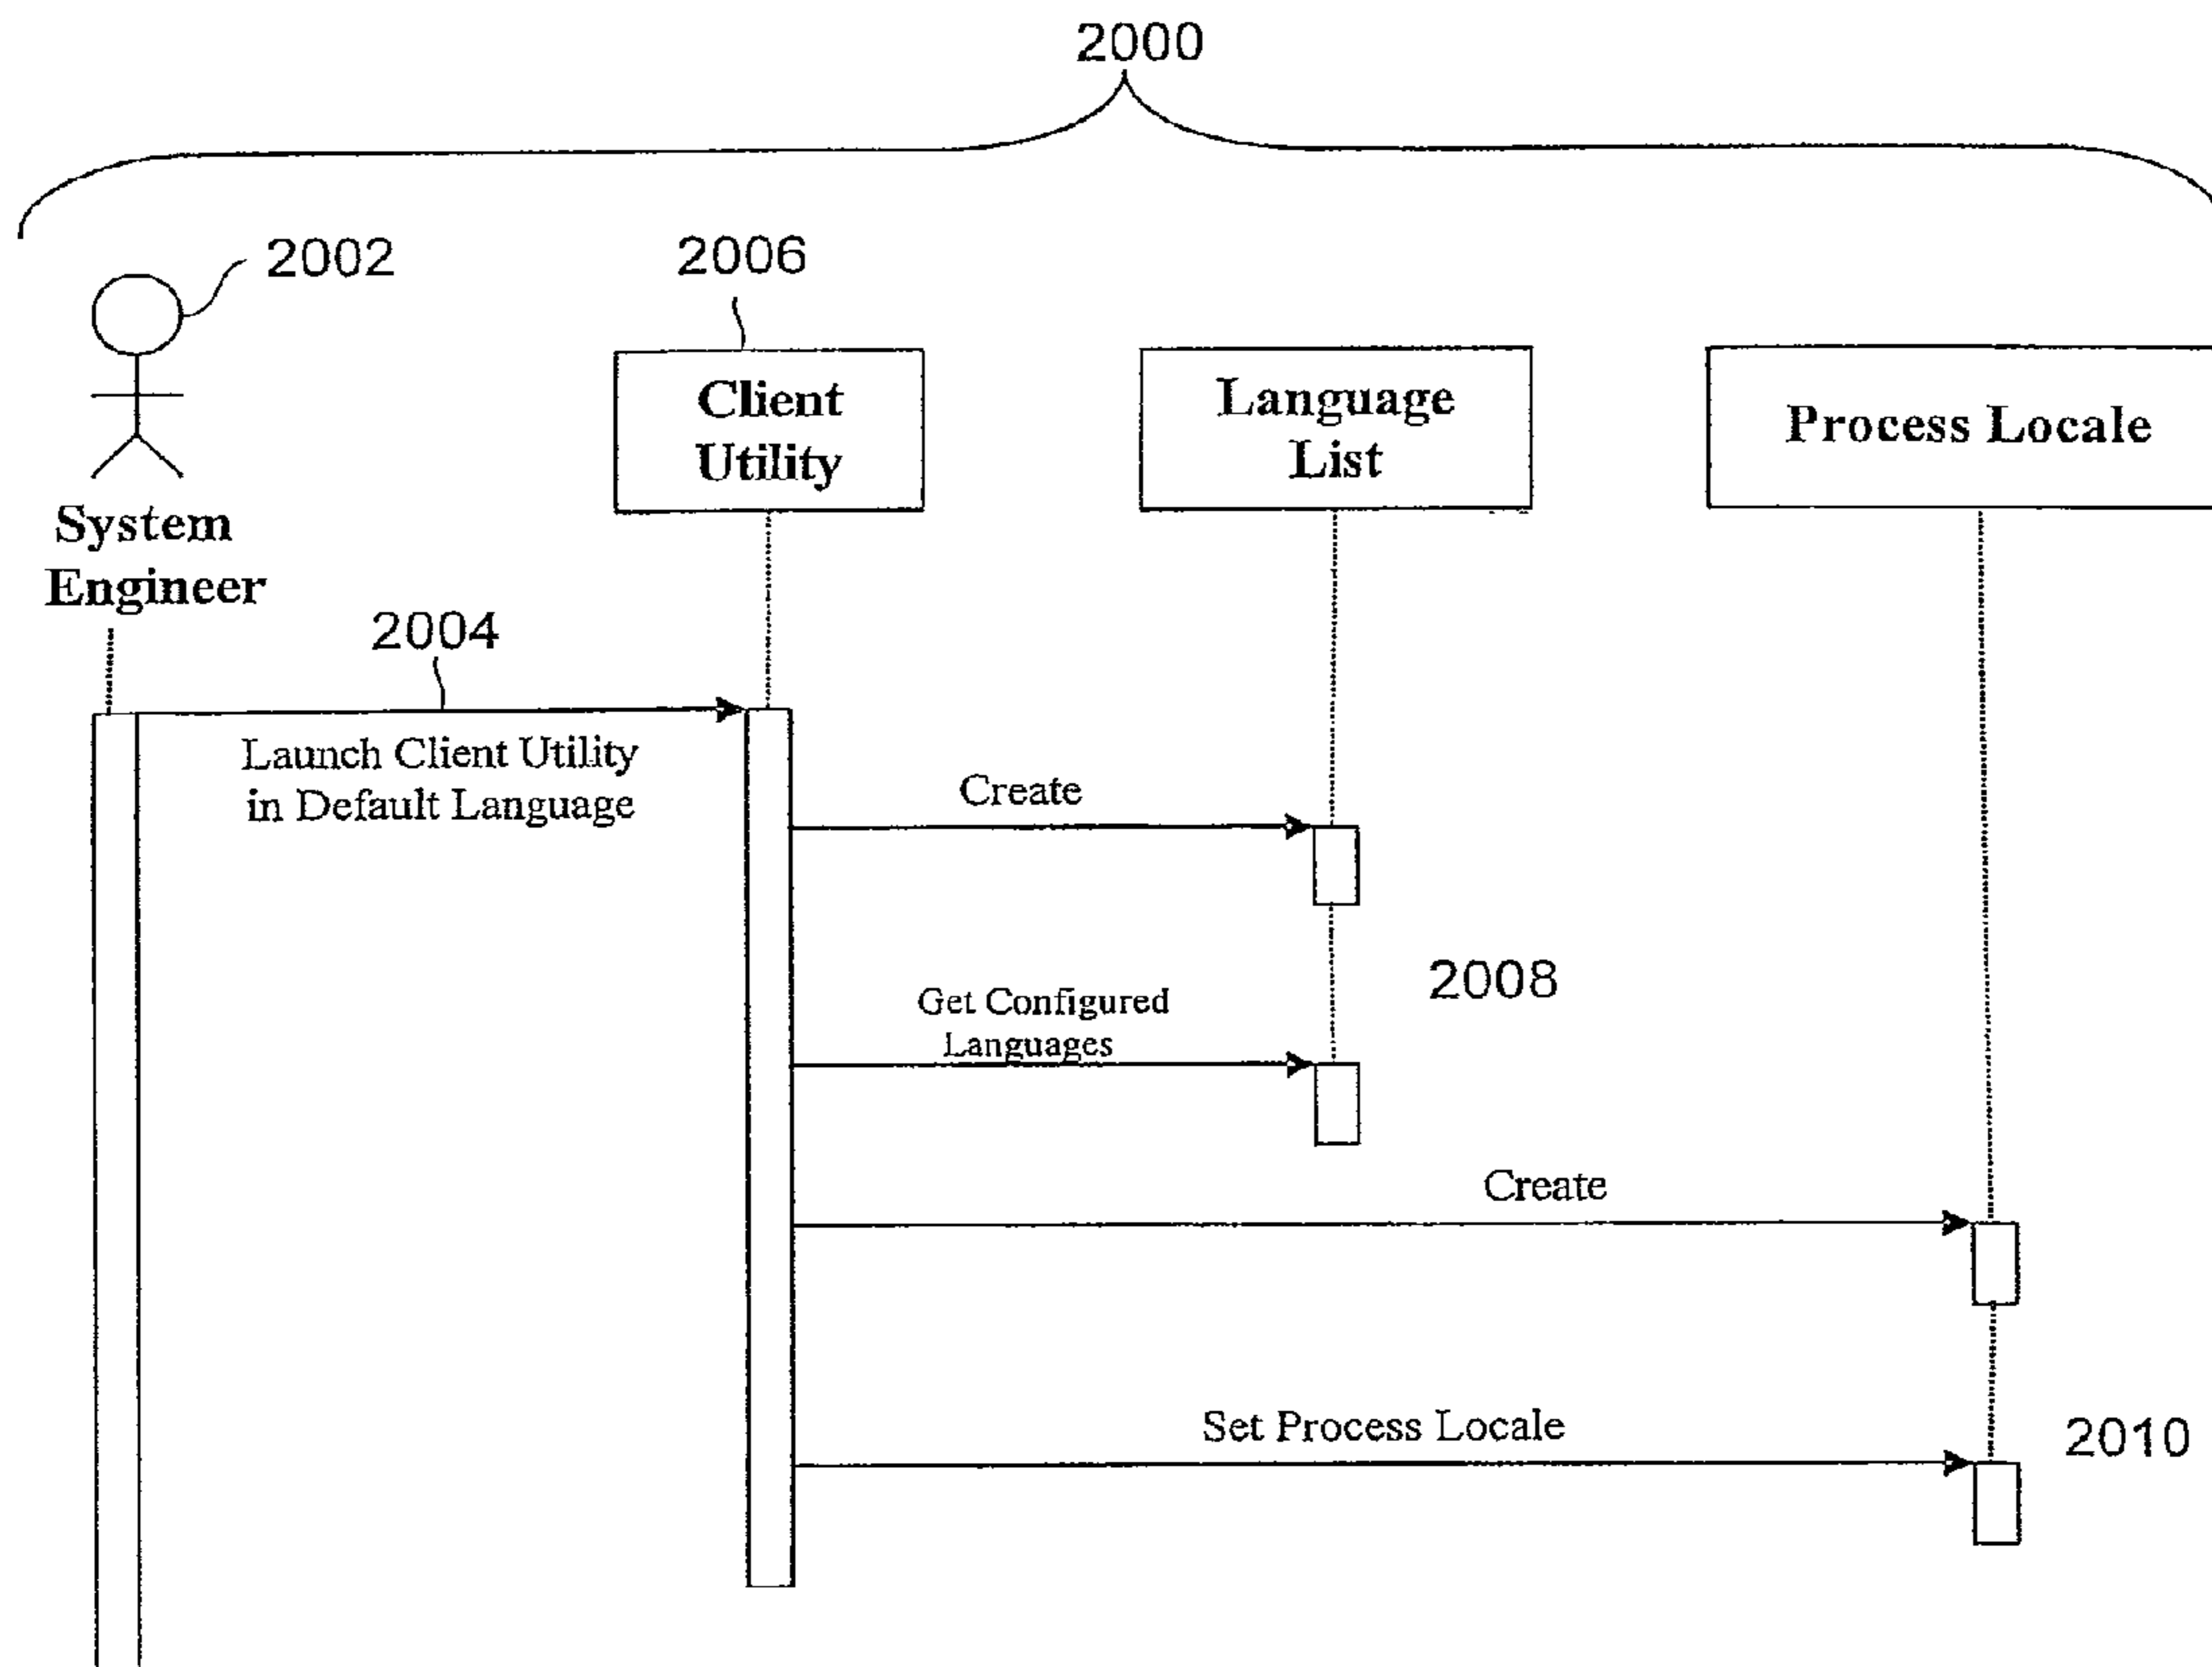 2000
2002
2006
Client
Utility
Language
List
Process Locale
System
Engineer
2004
Launch Client Utility
in Default Language
Create
2008
Get Configured
Languages
Create
Set Process Locale
2010